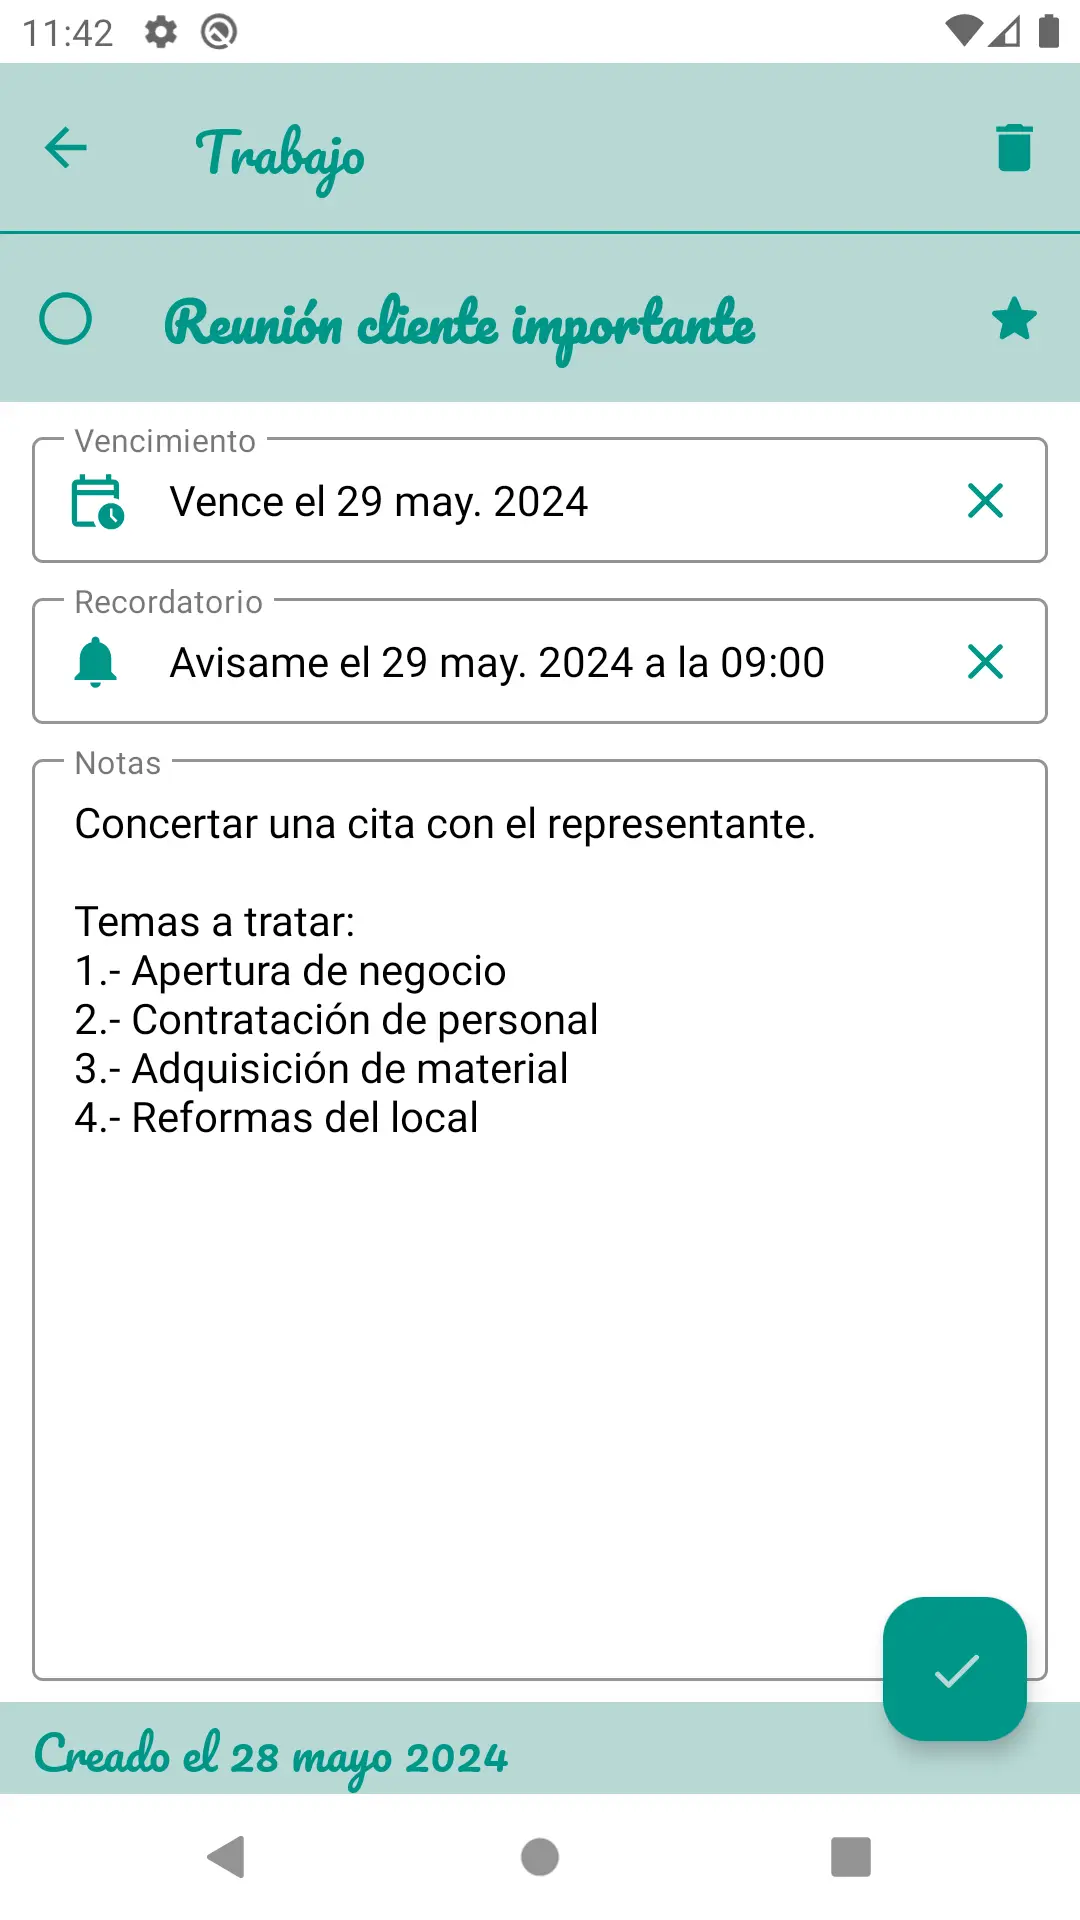 11:42
Trabajo
Reunión cliente importante
Vencimiento
Vence el 29 may. 2024
Recordatorio
Avisame el 29 may. 2024 a la 09:00
Notas
Concertar una cita con el representante.
Temas a tratar:
1.- Apertura de negocio
2.- Contratación de personal
3.- Adquisición de material
4.- Reformas del local
Creado el 28 mayo 2024